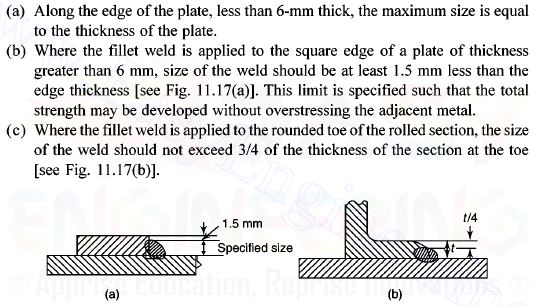 (a) Along the edge of the plate, less than 6-mm thick, the maximum size is equal
to the thickness of the plate.
(b) Where the fillet weld is applied to the square edge of a plate of thickness
greater than 6 mm, size of the weld should be at least 1.5 mm less than the
edge thickness [see Fig. 11.17(a)]. This limit is specified such that the total
strength may be developed without overstressing the adjacent metal.
(c) Where the fillet weld is applied to the rounded toe of the rolled section, the size
of the weld should not exceed 3/4 of the thickness of the section at the toe
[see Fig. 11.17(b)].
1.5 mm
Specified size
t/4
t
(a)
(b)